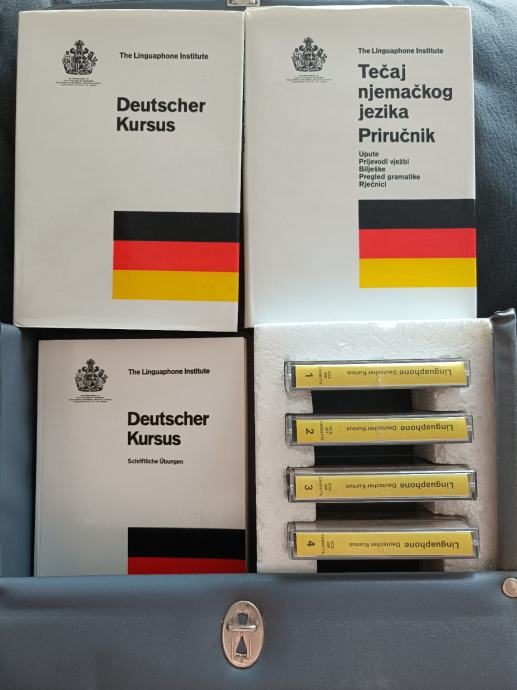 The Linguaphone Institute
Deutscher
Kursus
The Linguaphone Institute
Tečaj
njemačkog
jezika
Priručnik
Upute
Prijevodi vježbi
Bilješke
Pregled gramatike
Rječnici
The Linguaphone Institute
Deutscher
Kursus
Schriftliche Übungen
Linguaphone Deutscher Kursus 1
Linguaphone Deutscher Kursus 2
Linguaphone Deutscher Kursus 3
Linguaphone Deutscher Kursus 4